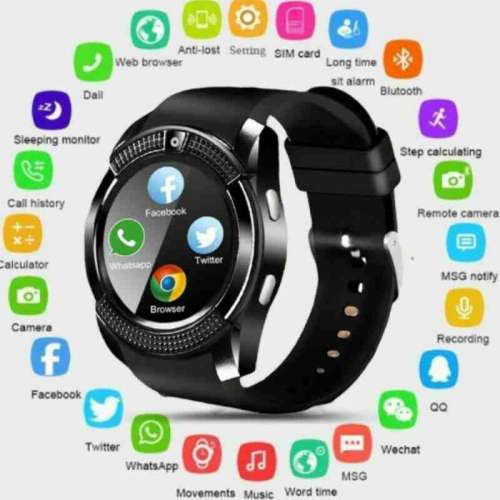 Anti-lost
Setting
SIM card
Web browser
Long time
sit alarm
Dail
Blutooth
Sleeping monitor
Step calculating
Call history
Remote camera
Calculator
MSG notify
Camera
Recording
Facebook
QQ
Twitter
Wechat
WhatsApp
MSG
Movements
Music
Word time
Facebook
Whatsapp
Twitter
Browser
zZ